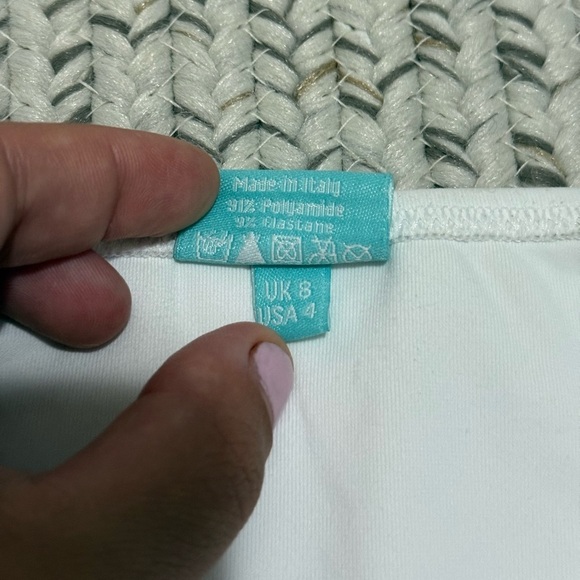 Made in Italy
91% Polyamide
9% Elastane
UK 8
USA 4